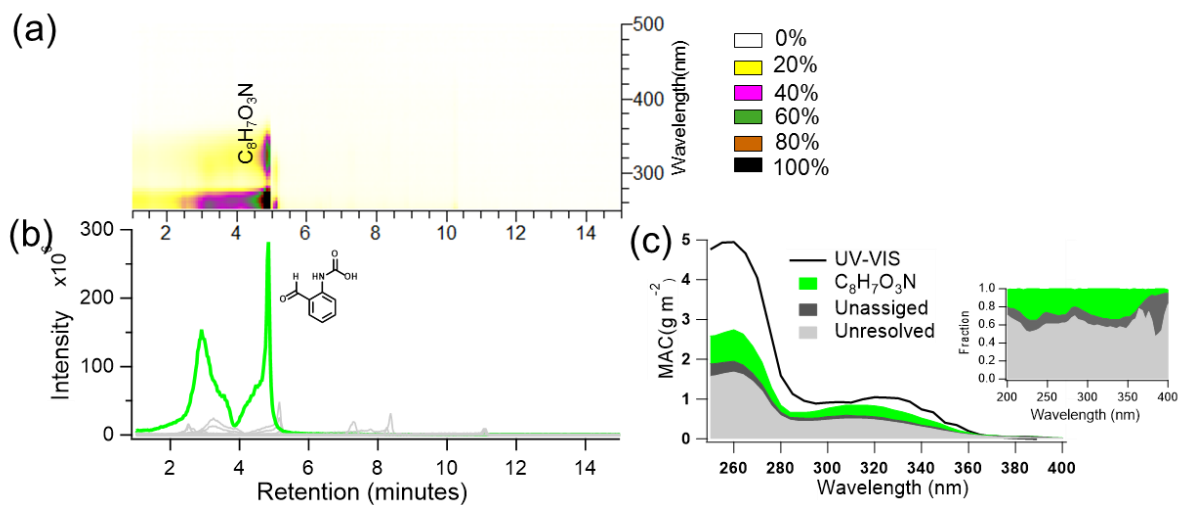 (a)
C₈H₇O₃N
500
400
300
Wavelength(nm)
0%
20%
40%
60%
80%
100%
2 4 6 8 10 12 14
(b)
300
200
100
0
Intensity x10⁶
H
O
NH
O
OH
2 4 6 8 10 12 14
Retention (minutes)
(c)
5
4
3
2
1
0
MAC(g m⁻²)
UV-VIS
C₈H₇O₃N
Unassiged
Unresolved
260 280 300 320 340 360 380 400
Wavelength (nm)
1.0
0.8
0.6
0.4
0.2
0.0
Fraction
200 250 300 350 400
Wavelength (nm)